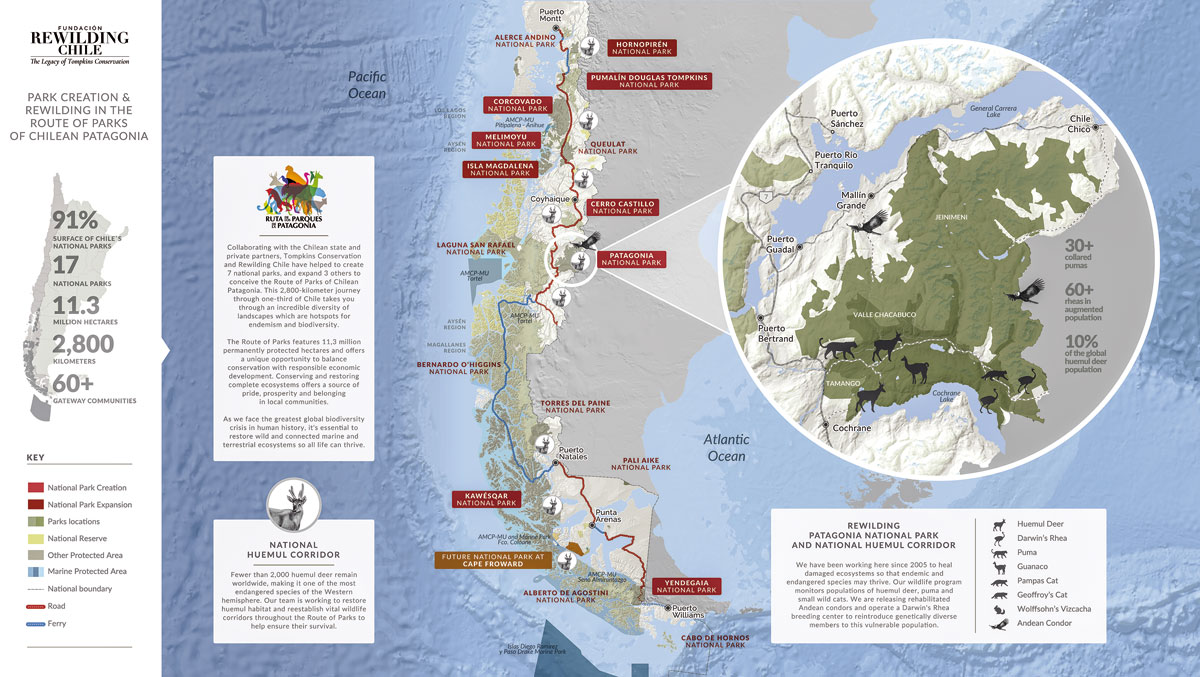 FUNDACIÓN
REWILDING
CHILE
The Legacy of Tompkins Conservation
PARK CREATION &
REWILDING IN THE
ROUTE OF PARKS
OF CHILEAN PATAGONIA
91%
SURFACE OF CHILE'S
NATIONAL PARKS
17
NATIONAL PARKS
11.3
MILLION HECTARES
2,800
KILOMETERS
60+
GATEWAY COMMUNITIES
KEY
National Park Creation
National Park Expansion
Parks locations
National Reserve
Other Protected Area
Marine Protected Area
National boundary
Road
Ferry
RUTA DE LOS PARQUES
DE LA PATAGONIA
Collaborating with the Chilean state and
private partners, Tompkins Conservation
and Rewilding Chile have helped to create
7 national parks, and expand 3 others to
conceive the Route of Parks of Chilean
Patagonia. This 2,800-kilometer journey
through one-third of Chile takes you
through an incredible diversity of
landscapes which are hotspots for
endemism and biodiversity.
The Route of Parks features 11,3 million
permanently protected hectares and offers
a unique opportunity to balance
conservation with responsible economic
development. Conserving and restoring
complete ecosystems offers a source of
pride, prosperity and belonging
in local communities.
As we face the greatest global biodiversity
crisis in human history, it's essential to
restore wild and connected marine and
terrestrial ecosystems so all life can thrive.
NATIONAL
HUEMUL CORRIDOR
Fewer than 2,000 huemul deer remain
worldwide, making it one of the most
endangered species of the Western
hemisphere. Our team is working to restore
huemul habitat and reestablish vital wildlife
corridors throughout the Route of Parks to
help ensure their survival.
Pacific
Ocean
Puerto
Montt
ALERCE ANDINO
NATIONAL PARK
HORNOPIRÉN
NATIONAL PARK
PUMALÍN DOUGLAS TOMPKINS
NATIONAL PARK
CORCOVADO
NATIONAL PARK
LOS LAGOS
REGION
AMCP-MU
Pitipalena - Añihue
MELIMOYU
NATIONAL PARK
AYSÉN
REGION
QUEULAT
NATIONAL PARK
ISLA MAGDALENA
NATIONAL PARK
Coyhaique
CERRO CASTILLO
NATIONAL PARK
LAGUNA SAN RAFAEL
NATIONAL PARK
PATAGONIA
NATIONAL PARK
AMCP-MU
Tortel
AMCP-MU
Tortel
AYSÉN
REGION
MAGALLANES
REGION
BERNARDO O'HIGGINS
NATIONAL PARK
TORRES DEL PAINE
NATIONAL PARK
Puerto
Natales
PALI AIKE
NATIONAL PARK
KAWÉSQAR
NATIONAL PARK
Punta
Arenas
AMCP-MU and Marine Park
Fco. Coloane
FUTURE NATIONAL PARK AT
CAPE FROWARD
AMCP-MU
Seno Almirantazgo
ALBERTO DE AGOSTINI
NATIONAL PARK
YENDEGAIA
NATIONAL PARK
Puerto
Williams
CABO DE HORNOS
NATIONAL PARK
Islas Diego Ramírez
y Paso Drake Marine Park
Atlantic
Ocean
General Carrera
Lake
Chile
Chico
Puerto
Sánchez
Puerto Río
Tranquilo
7
Mallín
Grande
JEINIMENI
Puerto
Guadal
VALLE CHACABUCO
Puerto
Bertrand
TAMANGO
Cochrane
Lake
Cochrane
30+
collared
pumas
60+
rheas in
augmented
population
10%
of the global
huemul deer
population
REWILDING
PATAGONIA NATIONAL PARK
AND NATIONAL HUEMUL CORRIDOR
We have been working here since 2005 to heal
damaged ecosystems so that endemic and
endangered species may thrive. Our wildlife program
monitors populations of huemul deer, puma and
small wild cats. We are releasing rehabilitated
Andean condors and operate a Darwin's Rhea
breeding center to reintroduce genetically diverse
members to this vulnerable population.
Huemul Deer
Darwin's Rhea
Puma
Guanaco
Pampas Cat
Geoffroy's Cat
Wolffsohn's Vizcacha
Andean Condor